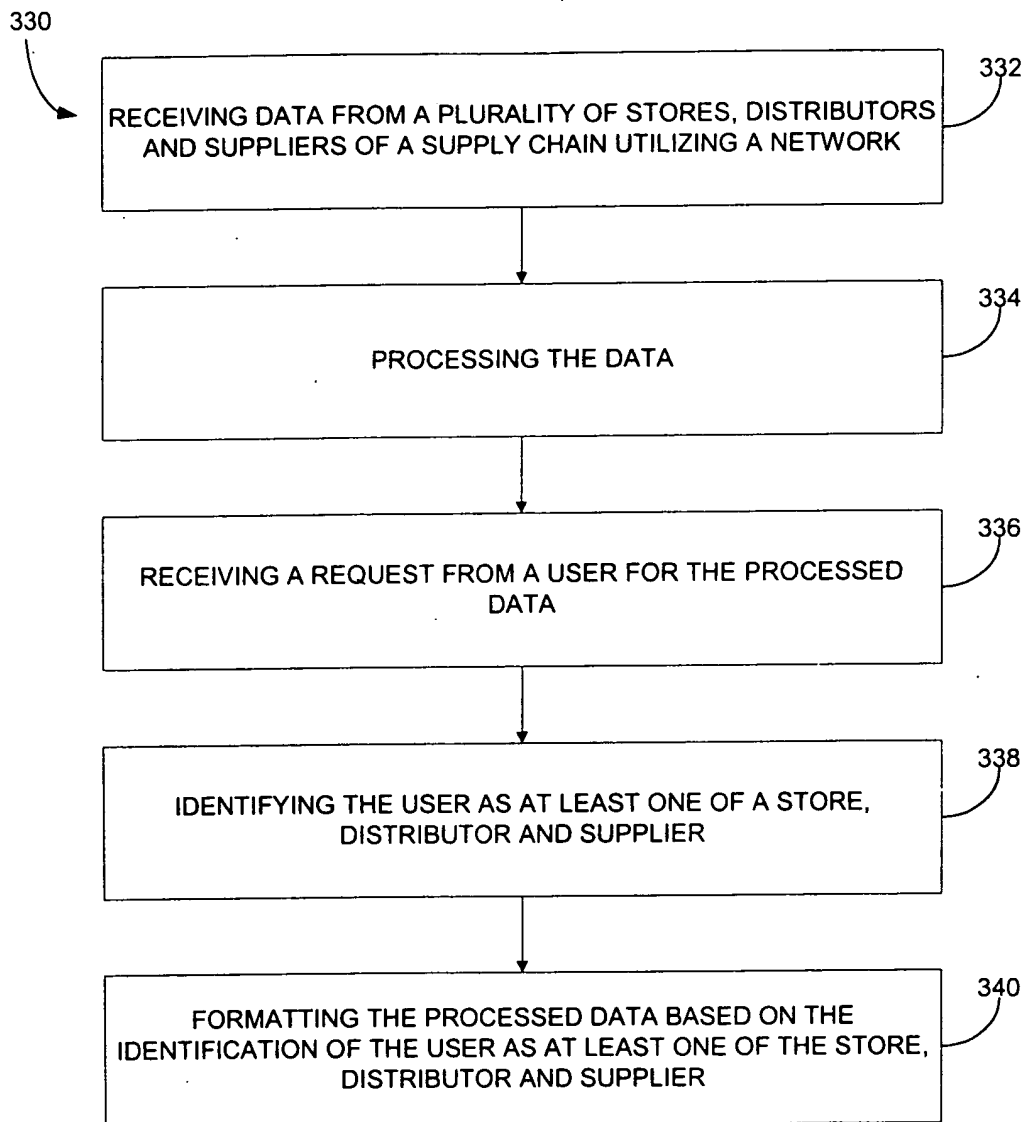 330
332
RECEIVING DATA FROM A PLURALITY OF STORES, DISTRIBUTORS
AND SUPPLIERS OF A SUPPLY CHAIN UTILIZING A NETWORK
334
PROCESSING THE DATA
336
RECEIVING A REQUEST FROM A USER FOR THE PROCESSED
DATA
338
IDENTIFYING THE USER AS AT LEAST ONE OF A STORE,
DISTRIBUTOR AND SUPPLIER
340
FORMATTING THE PROCESSED DATA BASED ON THE
IDENTIFICATION OF THE USER AS AT LEAST ONE OF THE STORE,
DISTRIBUTOR AND SUPPLIER